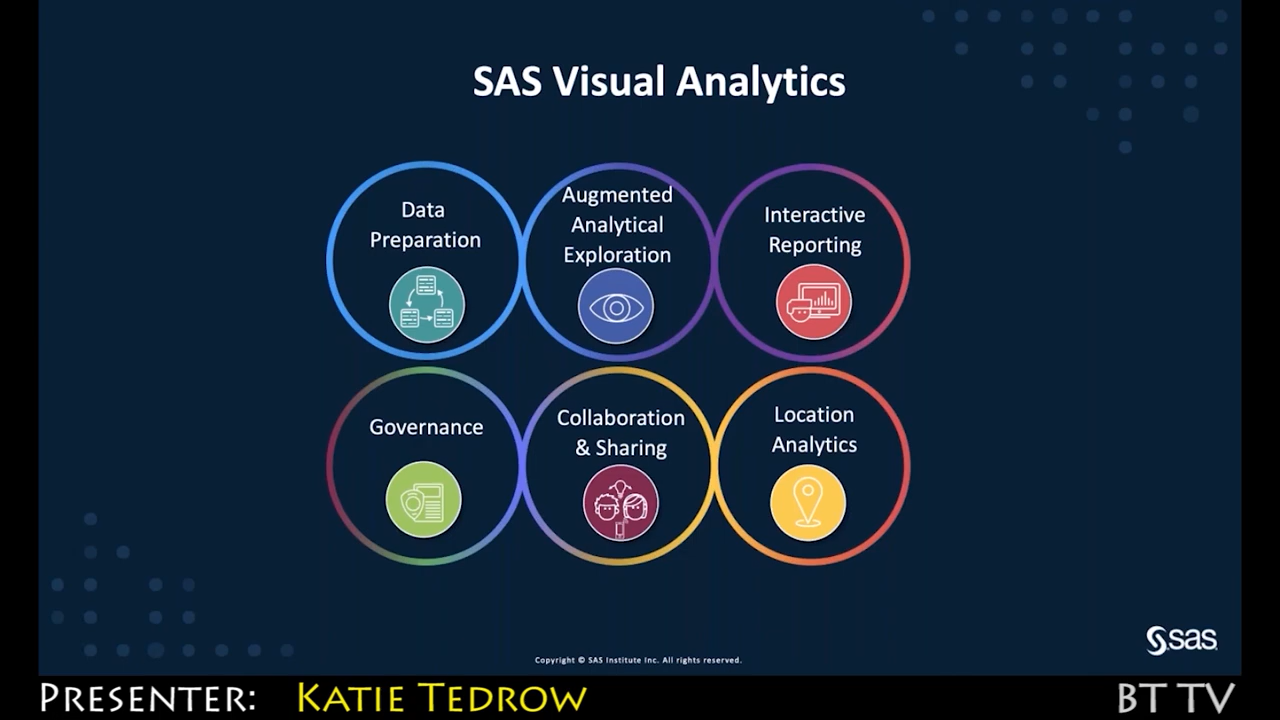 SAS Visual Analytics
Data
Preparation
Augmented
Analytical
Exploration
Interactive
Reporting
Governance
Collaboration
& Sharing
Location
Analytics
sas
Copyright © SAS Institute Inc. All rights reserved.
PRESENTER: KATIE TEDROW
BT TV